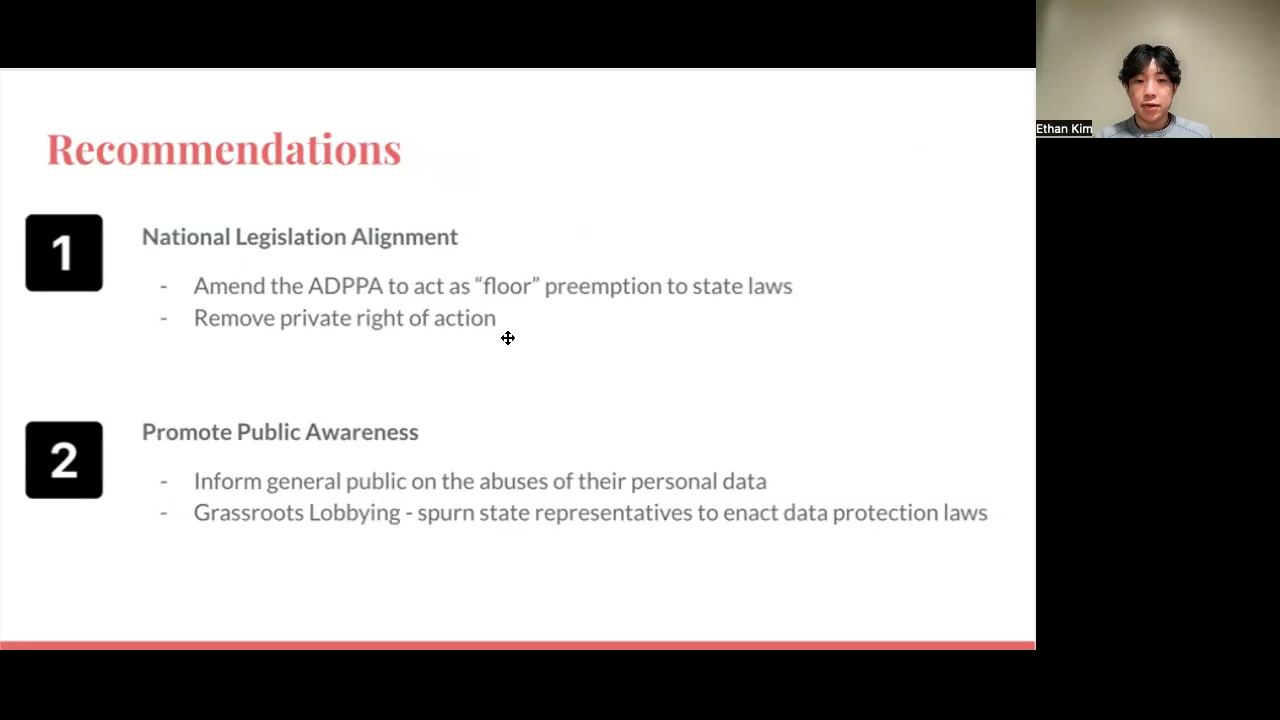 Recommendations
1
National Legislation Alignment
- Amend the ADPPA to act as “floor” preemption to state laws
- Remove private right of action
2
Promote Public Awareness
- Inform general public on the abuses of their personal data
- Grassroots Lobbying - spurn state representatives to enact data protection laws
Ethan Kim